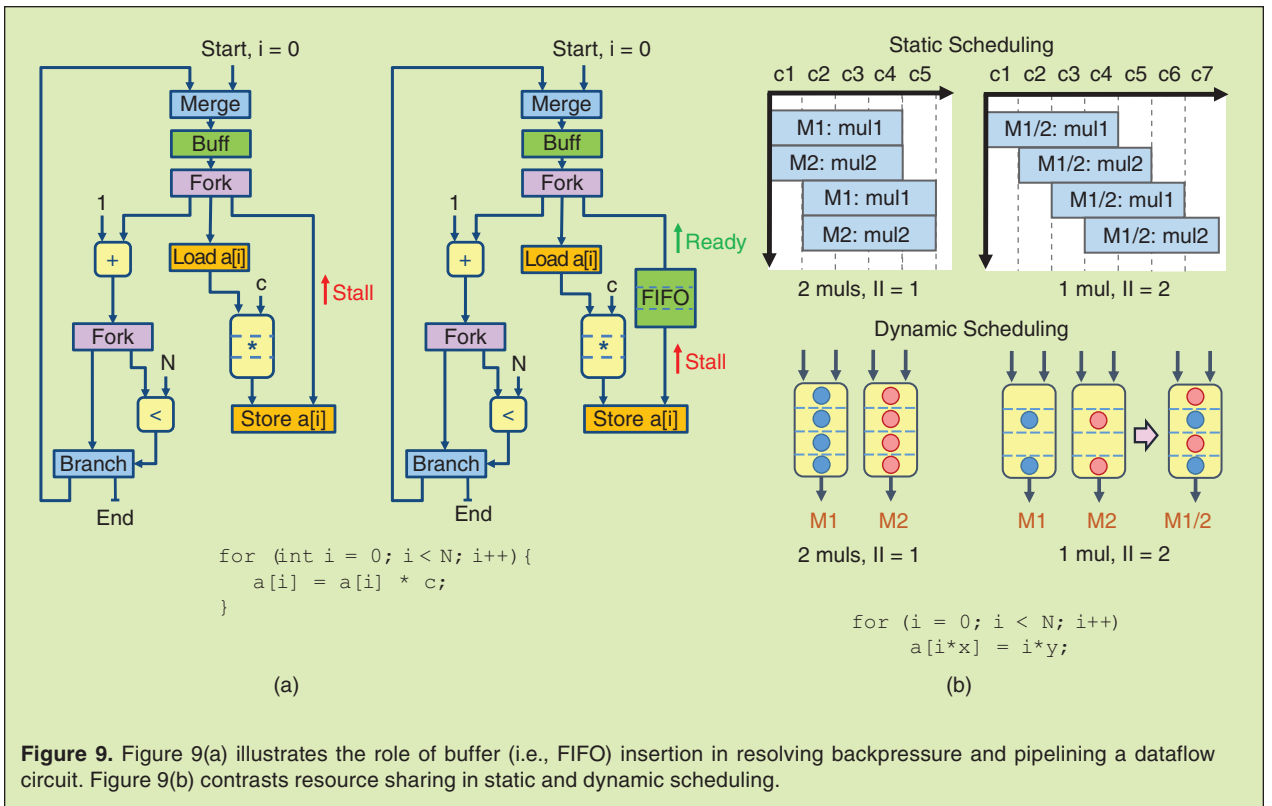 Start, i = 0
Merge
Buff
Fork
1
+
Load a[i]
c
Stall
Fork
*
N
<
Store a[i]
Branch
End
Start, i = 0
Merge
Buff
Fork
1
+
Load a[i]
Ready
c
FIFO
Fork
*
Stall
N
<
Store a[i]
Branch
End
for (int i = 0; i < N; i++){
a[i] = a[i] * c;
}
(a)
Static Scheduling
c1 c2 c3 c4 c5
M1: mul1
M2: mul2
M1: mul1
M2: mul2
2 muls, II = 1
c1 c2 c3 c4 c5 c6 c7
M1/2: mul1
M1/2: mul2
M1/2: mul1
M1/2: mul2
1 mul, II = 2
Dynamic Scheduling
M1 M2
2 muls, II = 1
M1 M2 M1/2
1 mul, II = 2
for (i = 0; i < N; i++)
a[i*x] = i*y;
(b)
Figure 9. Figure 9(a) illustrates the role of buffer (i.e., FIFO) insertion in resolving backpressure and pipelining a dataflow
circuit. Figure 9(b) contrasts resource sharing in static and dynamic scheduling.